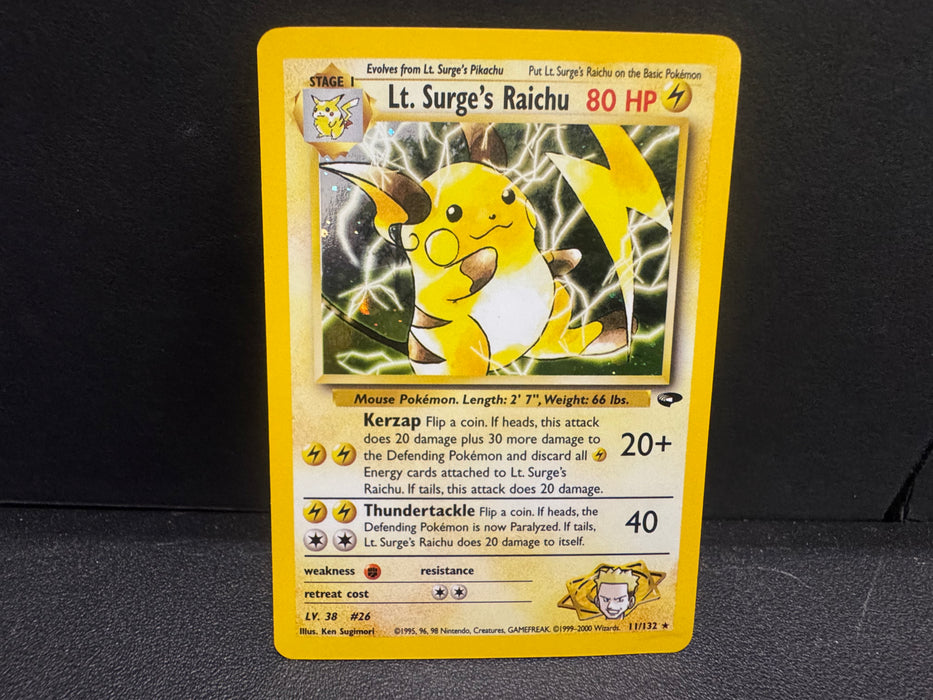 Evolves from Lt. Surge's Pikachu
Put Lt. Surge's Raichu on the Basic Pokémon
STAGE 1
Lt. Surge's Raichu 80 HP
Mouse Pokémon. Length: 2' 7", Weight: 66 lbs.
Kerzap Flip a coin. If heads, this attack
does 20 damage plus 30 more damage to
the Defending Pokémon and discard all
Energy cards attached to Lt. Surge's
Raichu. If tails, this attack does 20 damage.
20+
Thundertackle Flip a coin. If heads, the
Defending Pokémon is now Paralyzed. If tails,
Lt. Surge's Raichu does 20 damage to itself.
40
weakness resistance
retreat cost
LV. 38 #26
Illus. Ken Sugimori ©1995, 96, 98 Nintendo, Creatures, GAMEFREAK. ©1999-2000 Wizards. 11/132 ★